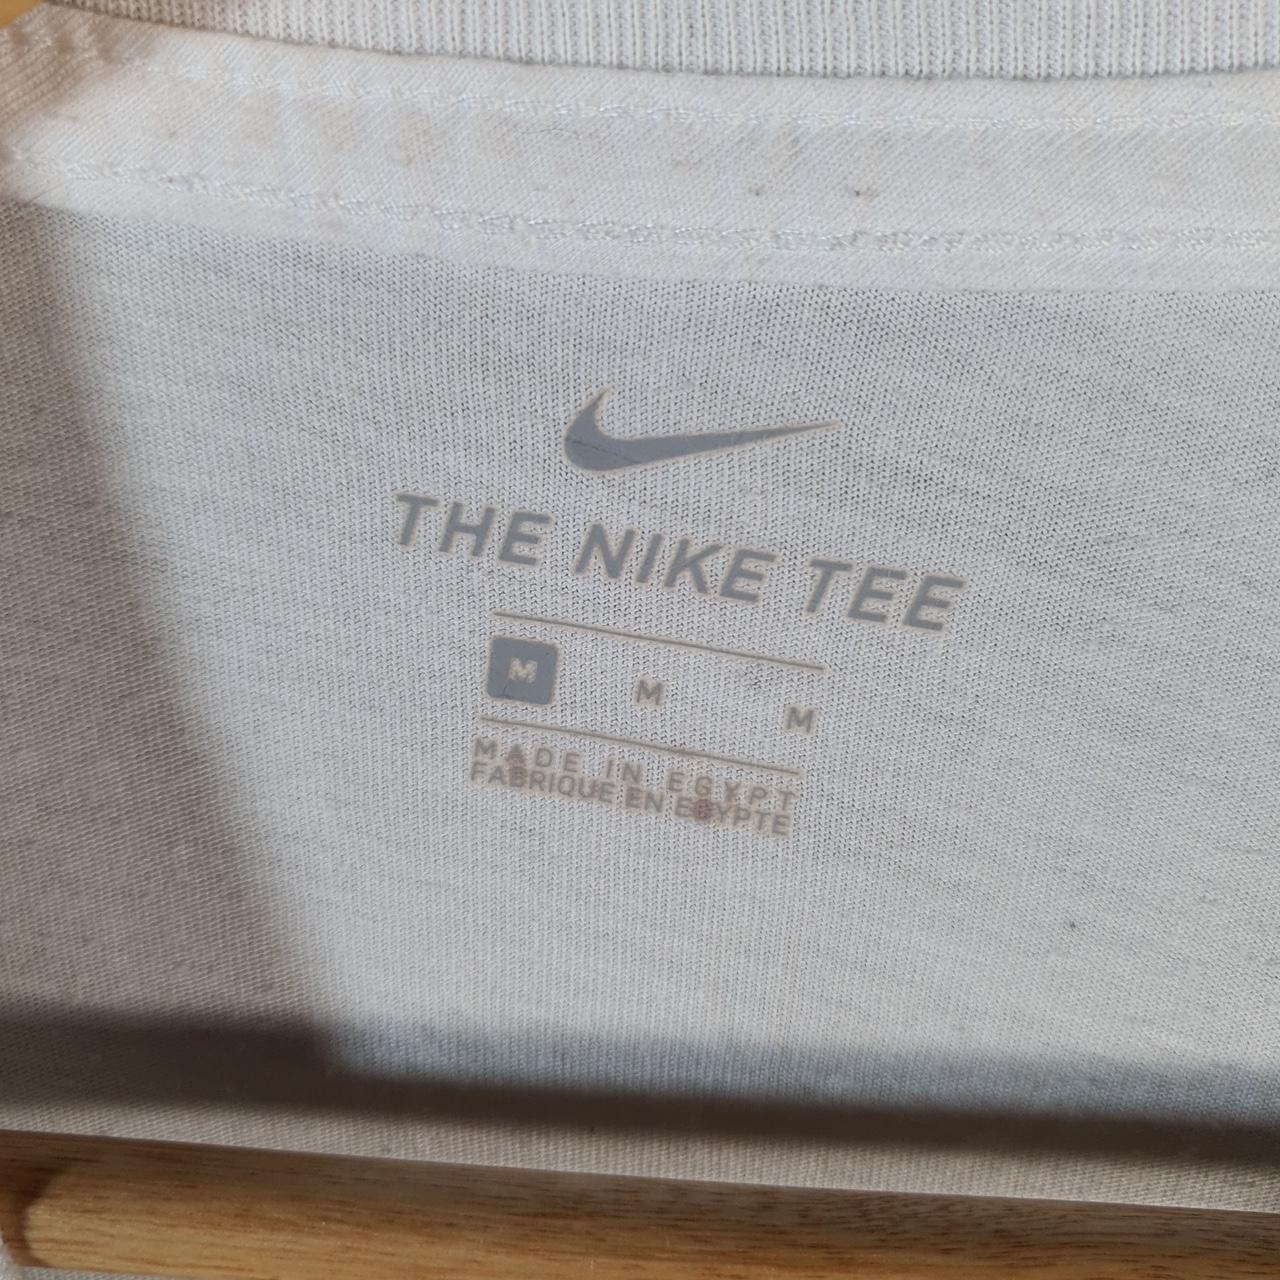 THE NIKE TEE
M M M
MADE IN EGYPT
FABRIQUE EN EGYPTE